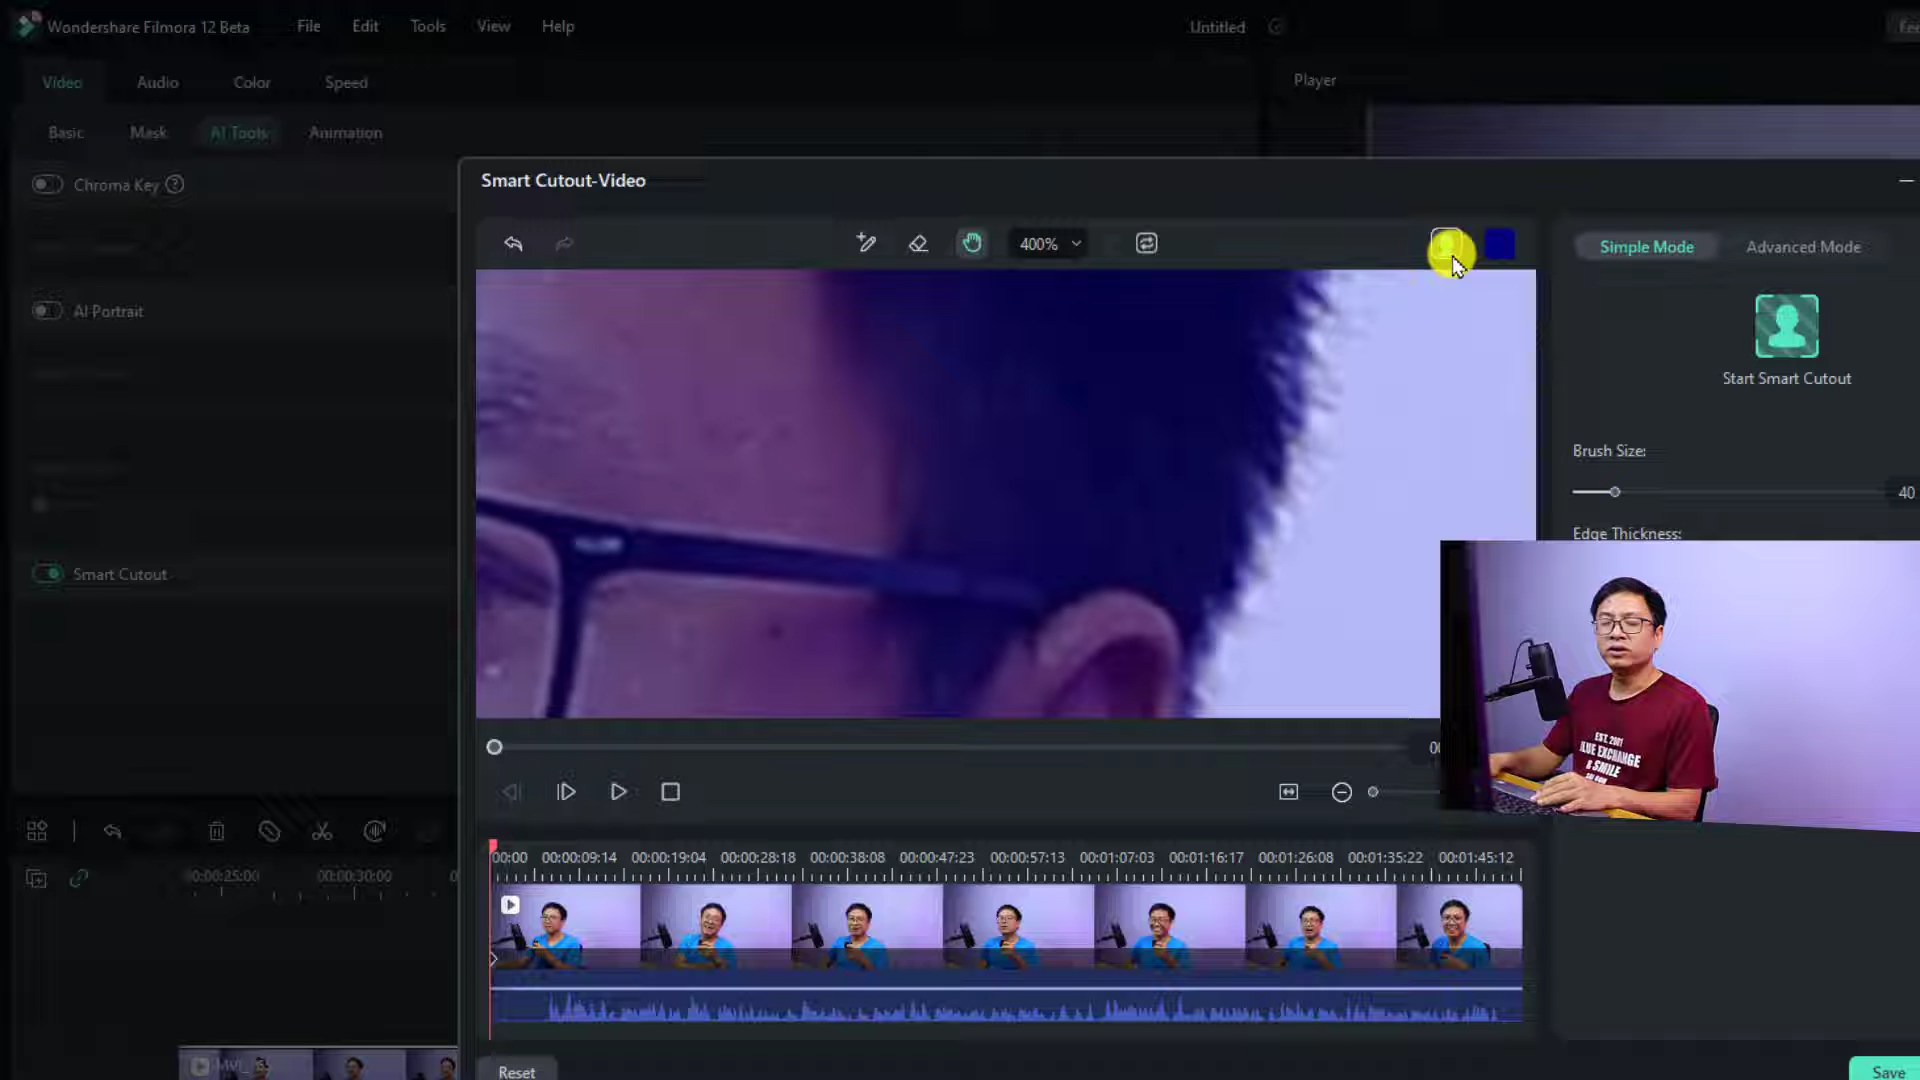 Wondershare Filmora 12 Beta
File
Edit
Tools
View
Help
Untitled
Video
Audio
Color
Speed
Player
Basic
Mask
AI Tools
Animation
Chroma Key
Smart Cutout-Video
400%
Simple Mode
Advanced Mode
AI Portrait
Start Smart Cutout
Brush Size:
40
Edge Thickness:
Smart Cutout
EST. 2001
& SMILE
00:00 00:00:09:14 00:00:19:04 00:00:28:18 00:00:38:08 00:00:47:23 00:00:57:13 00:01:07:03 00:01:16:17 00:01:26:08 00:01:35:22 00:01:45:12
00:00:25:00 00:00:30:00
Reset
Save